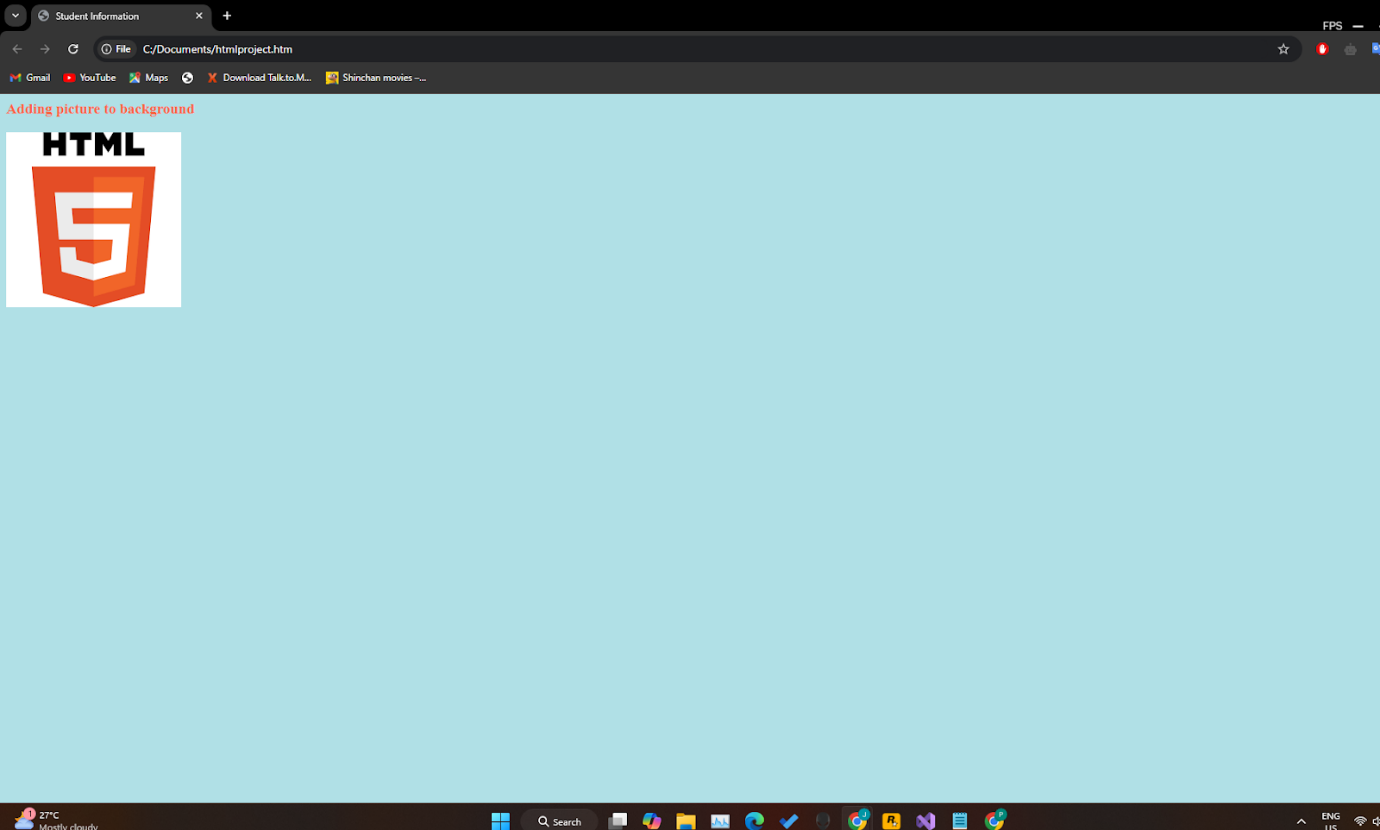 Student Information
FPS
File
C:/Documents/htmlproject.htm
Gmail
YouTube
Maps
Download Talk.to.M...
Shinchan movies –...
Adding picture to background
HTML
5
1
27°C
Mostly cloudy
Search
J
R
P
ENG
US